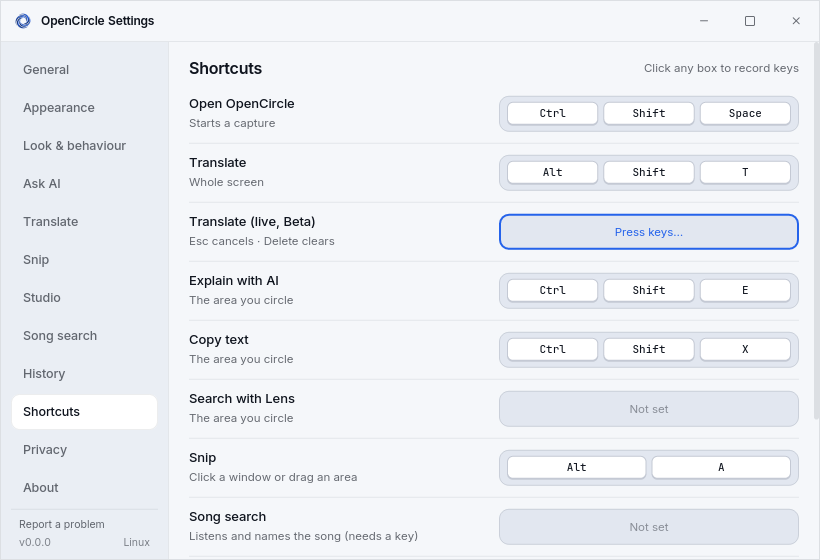 OpenCircle Settings
General
Appearance
Look & behaviour
Ask AI
Translate
Snip
Studio
Song search
History
Shortcuts
Privacy
About
Report a problem
v0.0.0 Linux
Shortcuts Click any box to record keys
Open OpenCircle
Starts a capture
Ctrl Shift Space
Translate
Whole screen
Alt Shift T
Translate (live, Beta)
Esc cancels · Delete clears
Press keys...
Explain with AI
The area you circle
Ctrl Shift E
Copy text
The area you circle
Ctrl Shift X
Search with Lens
The area you circle
Not set
Snip
Click a window or drag an area
Alt A
Song search
Listens and names the song (needs a key)
Not set